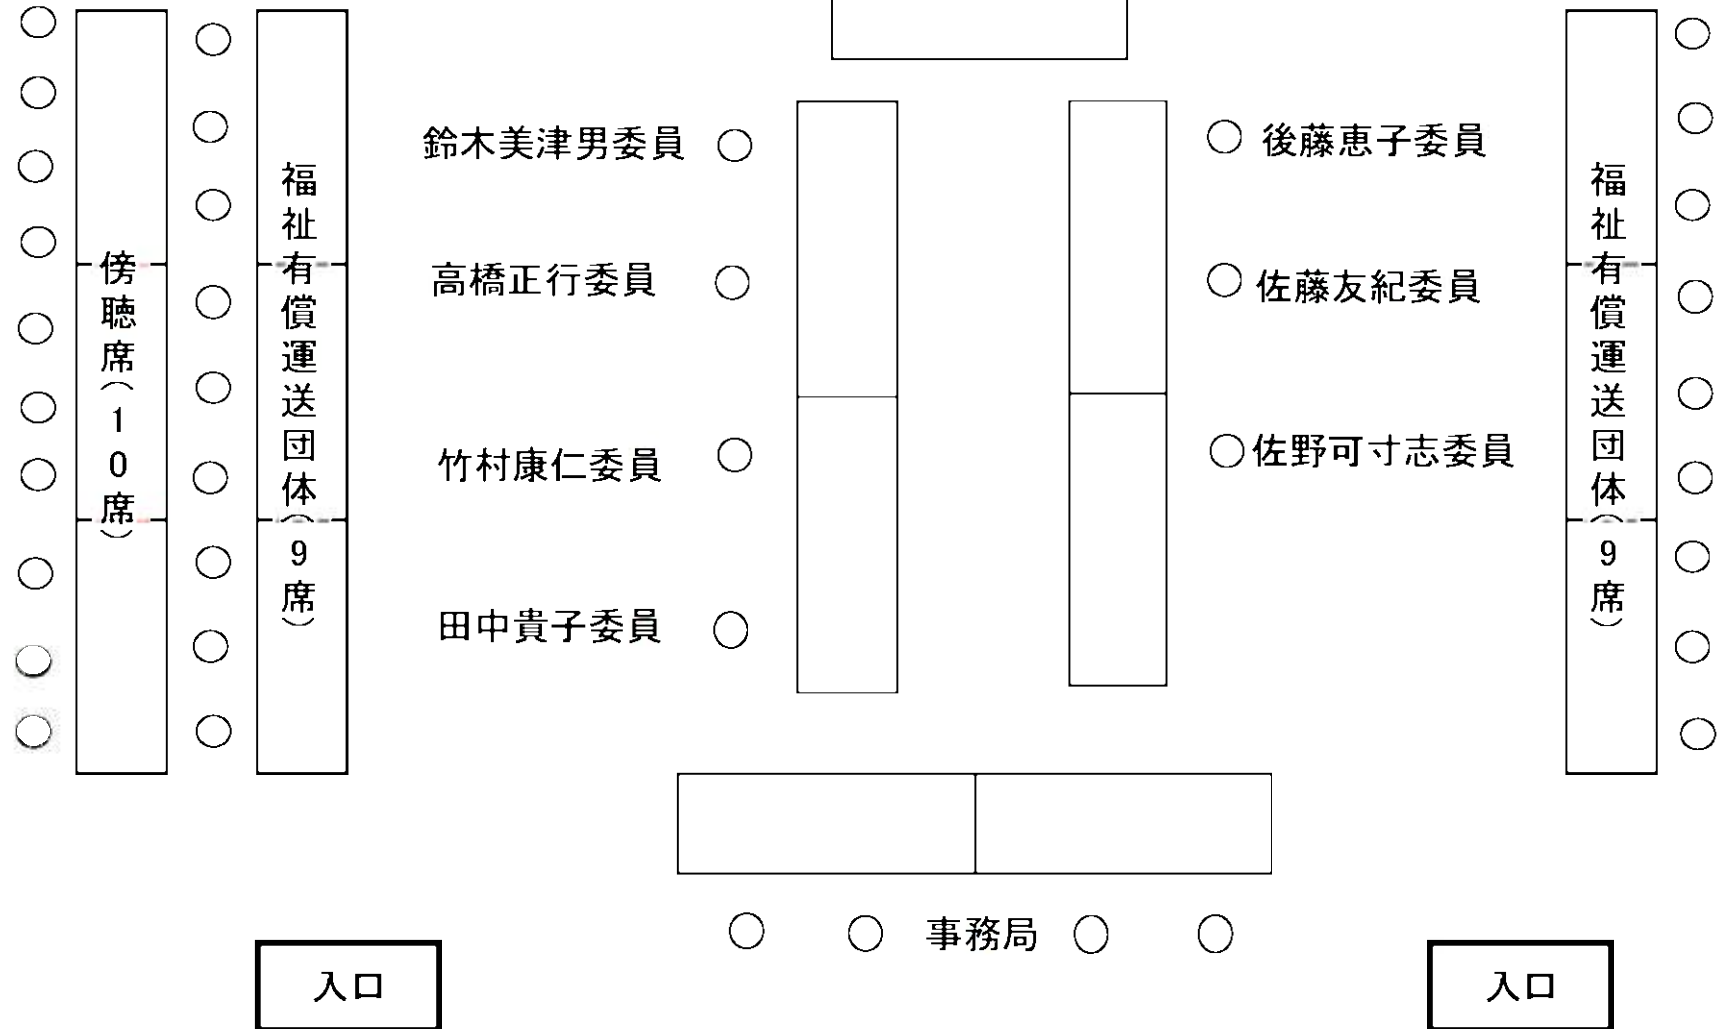 傍聴席（10席）
福祉有償運送団体（9席）
鈴木美津男委員
高橋正行委員
竹村康仁委員
田中貴子委員
後藤恵子委員
佐藤友紀委員
佐野可寸志委員
福祉有償運送団体（9席）
事務局
入口
入口